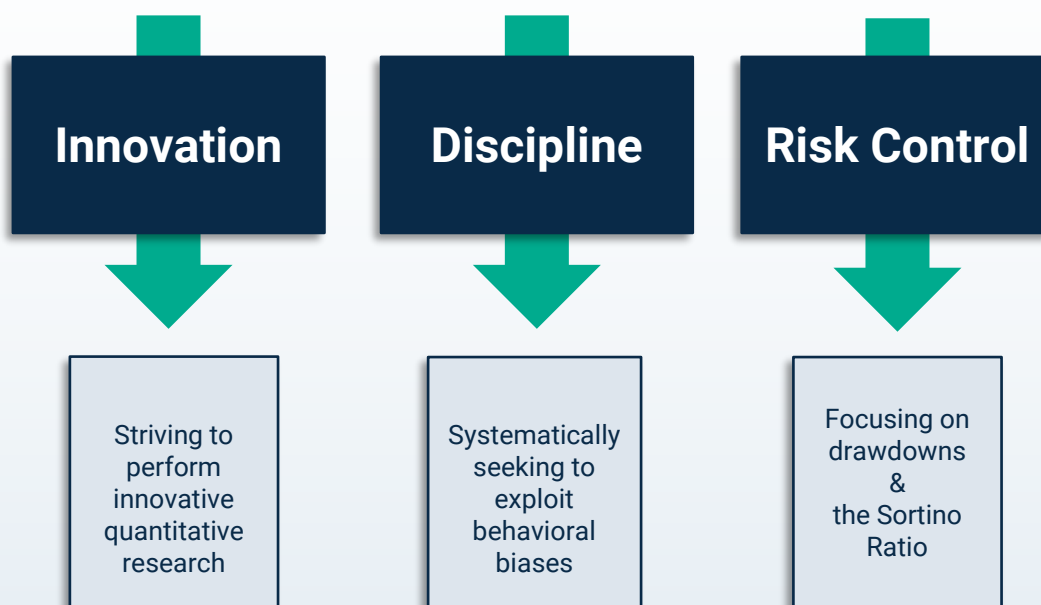 Innovation
Discipline
Risk Control
Striving to
perform
innovative
quantitative
research
Systematically
seeking to
exploit
behavioral
biases
Focusing on
drawdowns
&
the Sortino
Ratio